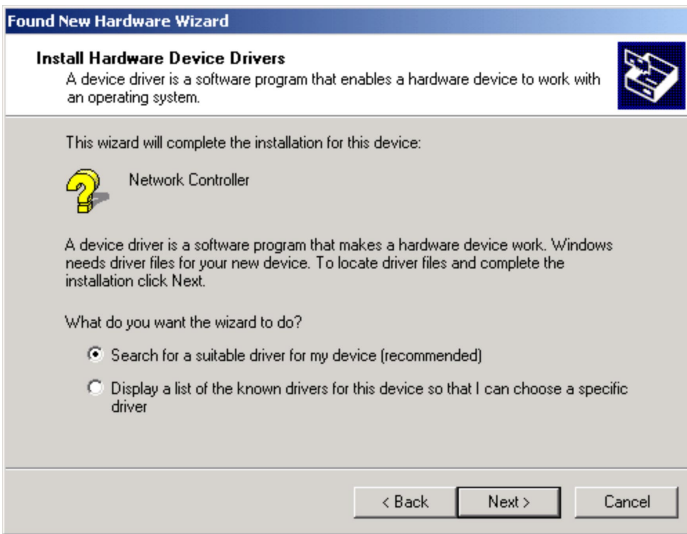 Found New Hardware Wizard
Install Hardware Device Drivers
A device driver is a software program that enables a hardware device to work with
an operating system.
This wizard will complete the installation for this device:
Network Controller
A device driver is a software program that makes a hardware device work. Windows
needs driver files for your new device. To locate driver files and complete the
installation click Next.
What do you want the wizard to do?
Search for a suitable driver for my device (recommended)
Display a list of the known drivers for this device so that I can choose a specific
driver
< Back Next > Cancel